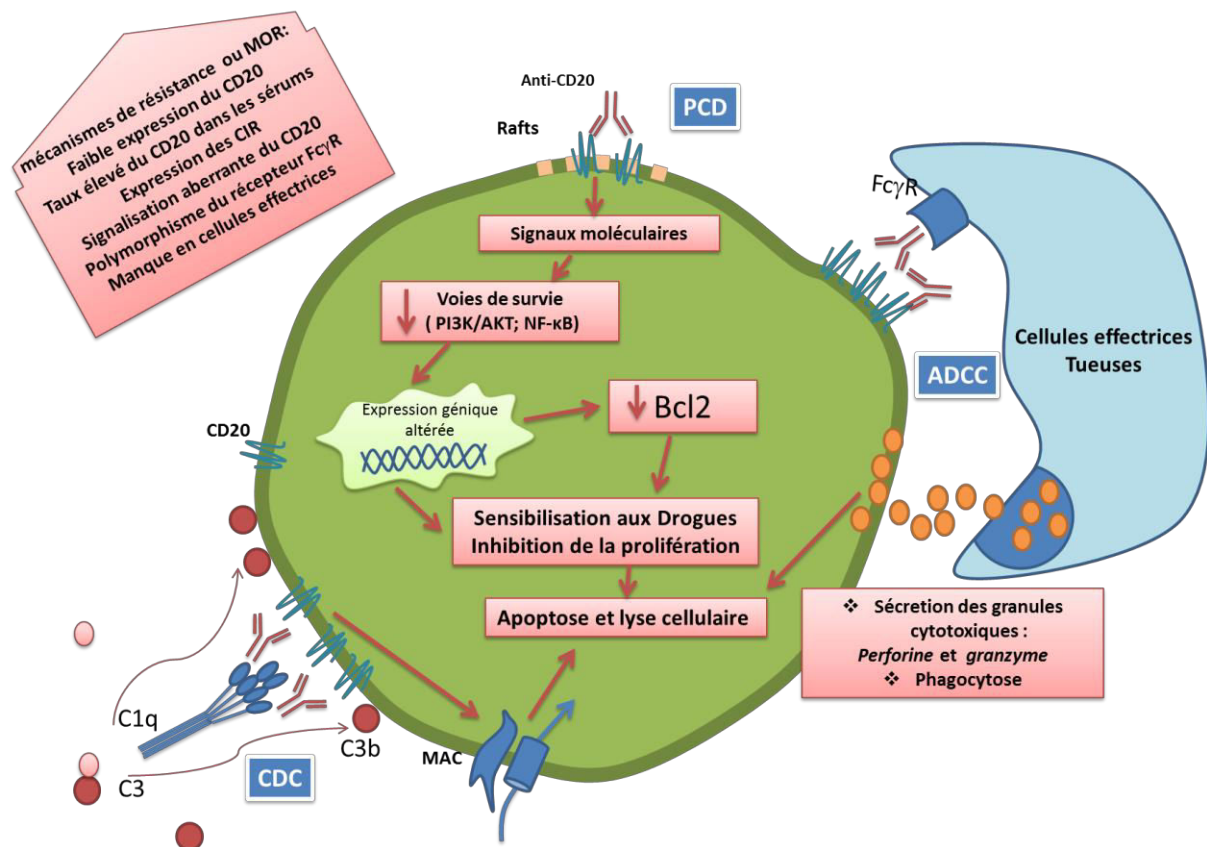 mécanismes de résistance ou MOR:
Faible expression du CD20
Taux élevé du CD20 dans les sérums
Expression des CIR
Signalisation aberrante du CD20
Polymorphisme du récepteur FcγR
Manque en cellules effectrices
Anti-CD20
PCD
Rafts
FcγR
Signaux moléculaires
Voies de survie
( PI3K/AKT; NF-κB)
Cellules effectrices
Tueuses
ADCC
Bcl2
Expression génique
altérée
CD20
Sensibilisation aux Drogues
Inhibition de la prolifération
Apoptose et lyse cellulaire
❖ Sécrétion des granules
cytotoxiques :
Perforine et granzyme
❖ Phagocytose
C1q
C3b
MAC
C3
CDC